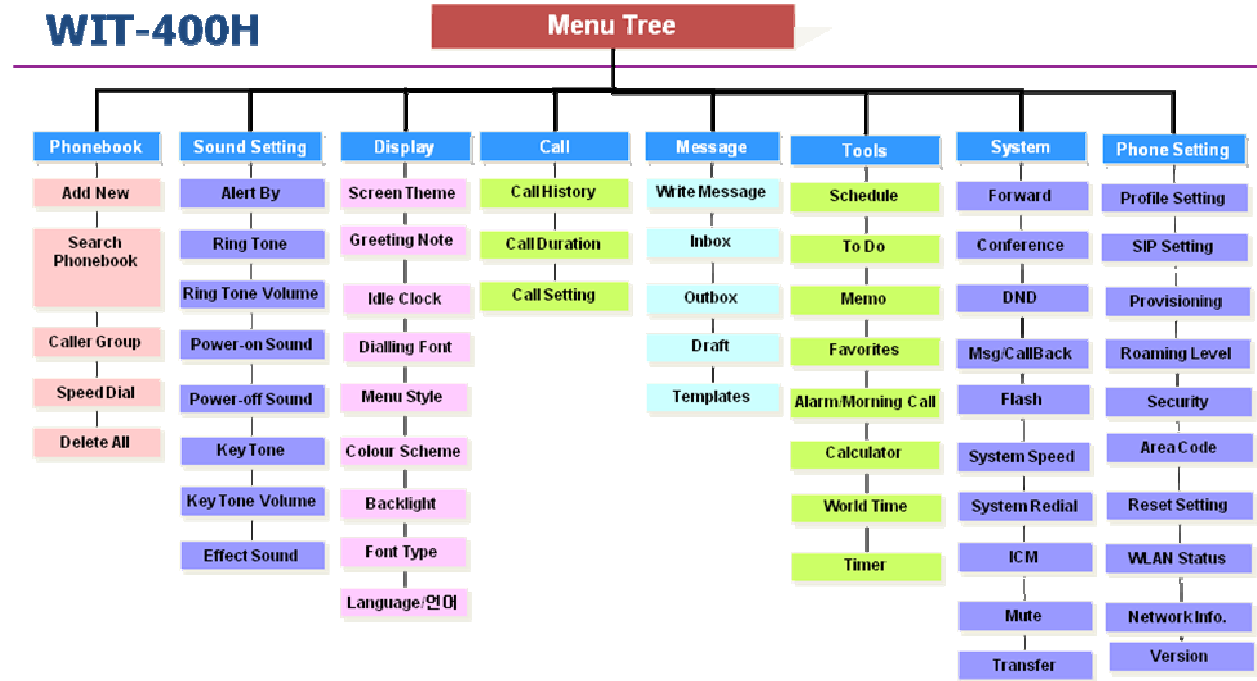 WIT-400H
Menu Tree
Phonebook
Add New
Search
Phonebook
Caller Group
Speed Dial
Delete All
Sound Setting
Alert By
Ring Tone
Ring Tone Volume
Power-on Sound
Power-off Sound
Key Tone
Key Tone Volume
Effect Sound
Display
Screen Theme
Greeting Note
Idle Clock
Dialling Font
Menu Style
Colour Scheme
Backlight
Font Type
Language/언어
Call
Call History
Call Duration
Call Setting
Message
Write Message
Inbox
Outbox
Draft
Templates
Tools
Schedule
To Do
Memo
Favorites
Alarm/Morning Call
Calculator
World Time
Timer
System
Forward
Conference
DND
Msg/CallBack
Flash
System Speed
System Redial
ICM
Mute
Transfer
Phone Setting
Profile Setting
SIP Setting
Provisioning
Roaming Level
Security
Area Code
Reset Setting
WLAN Status
Network Info.
Version